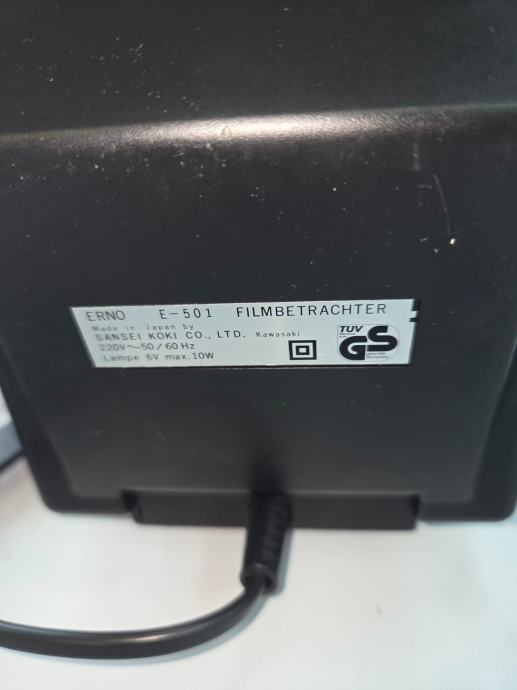 ERNO E-501 FILMBETRACHTER
Made in Japan by
SANSEI KOKI CO., LTD. Kawasaki
220V~50/60Hz
Lampe 6V max.10W
TÜV
GS